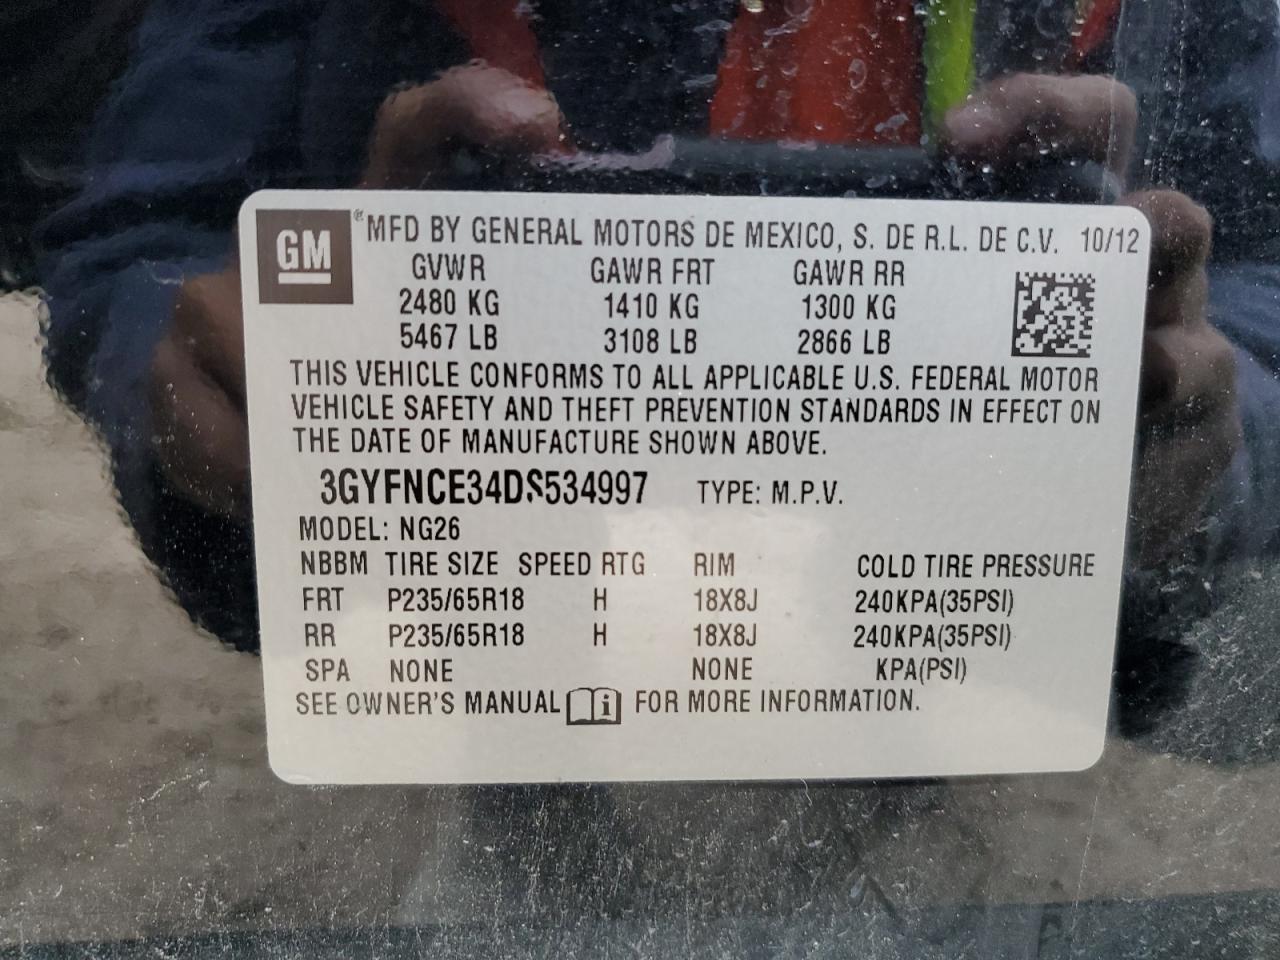 GM ® MFD BY GENERAL MOTORS DE MEXICO, S. DE R.L. DE C.V. 10/12
GVWR GAWR FRT GAWR RR
2480 KG 1410 KG 1300 KG
5467 LB 3108 LB 2866 LB
THIS VEHICLE CONFORMS TO ALL APPLICABLE U.S. FEDERAL MOTOR
VEHICLE SAFETY AND THEFT PREVENTION STANDARDS IN EFFECT ON
THE DATE OF MANUFACTURE SHOWN ABOVE.
3GYFNCE34DS534997 TYPE: M.P.V.
MODEL: NG26
NBBM TIRE SIZE SPEED RTG RIM COLD TIRE PRESSURE
FRT P235/65R18 H 18X8J 240KPA(35PSI)
RR P235/65R18 H 18X8J 240KPA(35PSI)
SPA NONE NONE KPA(PSI)
SEE OWNER'S MANUAL i FOR MORE INFORMATION.